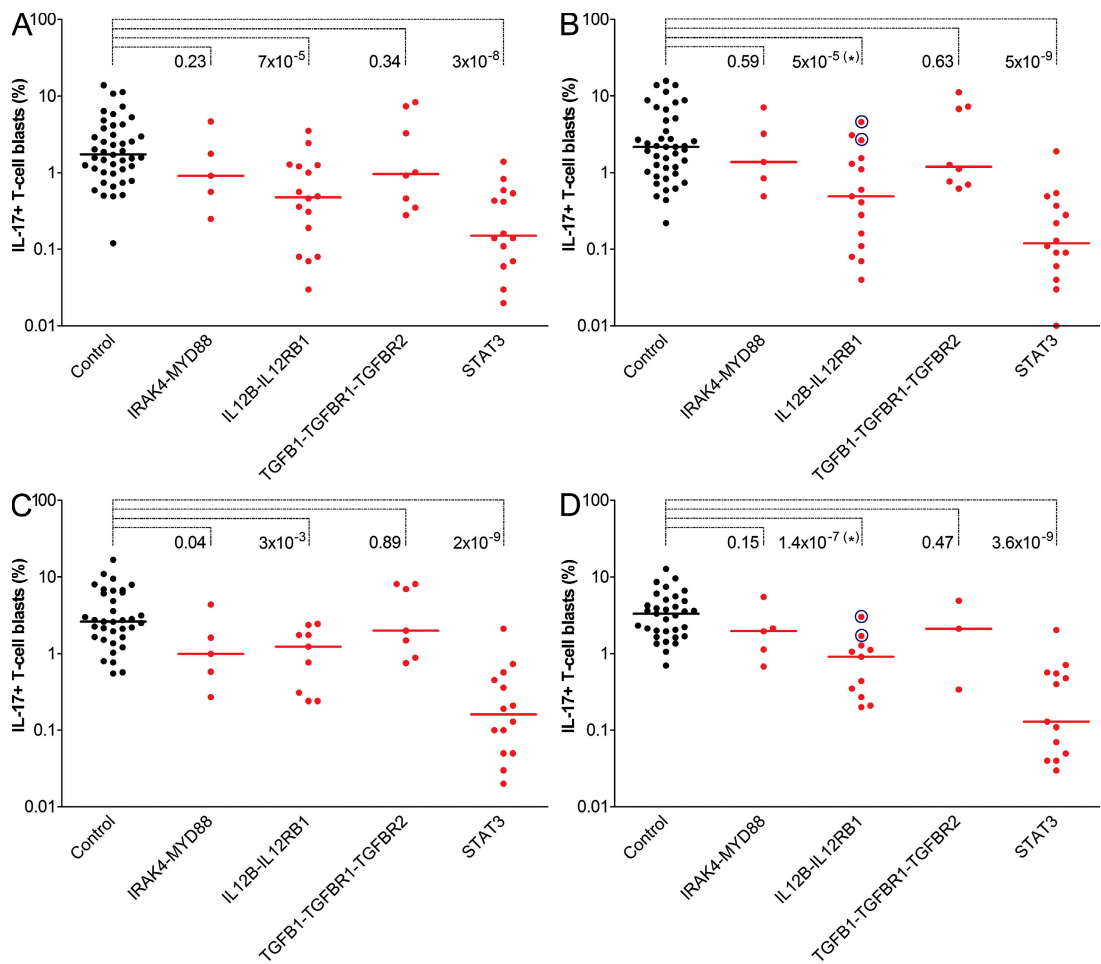 A
IL-17+ T-cell blasts (%)
100
10
1
0.1
0.01
0.23 7x10-5 0.34 3x10-8
Control
IRAK4-MYD88
IL12B-IL12RB1
TGFB1-TGFBR1-TGFBR2
STAT3
B
IL-17+ T-cell blasts (%)
100
10
1
0.1
0.01
0.59 5x10-5 (*) 0.63 5x10-9
Control
IRAK4-MYD88
IL12B-IL12RB1
TGFB1-TGFBR1-TGFBR2
STAT3
C
IL-17+ T-cell blasts (%)
100
10
1
0.1
0.01
0.04 3x10-3 0.89 2x10-9
Control
IRAK4-MYD88
IL12B-IL12RB1
TGFB1-TGFBR1-TGFBR2
STAT3
D
IL-17+ T-cell blasts (%)
100
10
1
0.1
0.01
0.15 1.4x10-7 (*) 0.47 3.6x10-9
Control
IRAK4-MYD88
IL12B-IL12RB1
TGFB1-TGFBR1-TGFBR2
STAT3